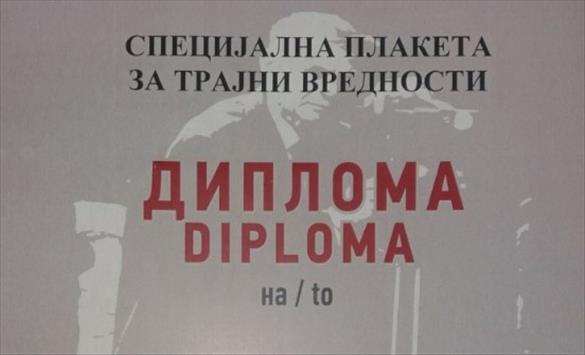 СПЕЦИЈАЛНА ПЛАКЕТА
ЗА ТРАЈНИ ВРЕДНОСТИ
ДИПЛОМА
DIPLOMA
на / to